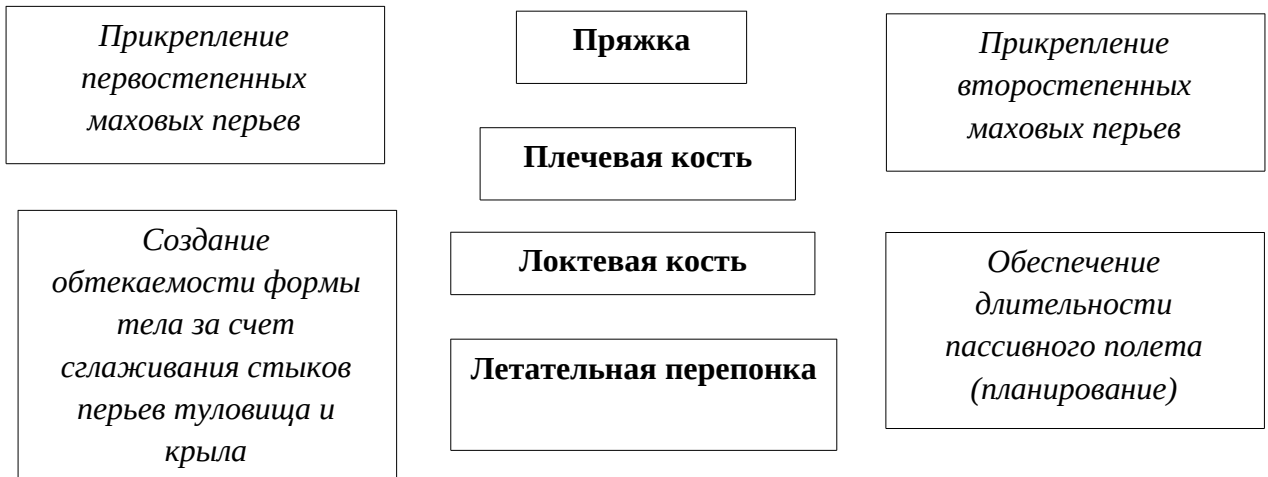 Прикрепление
первостепенных
маховых перьев
Пряжка
Прикрепление
второстепенных
маховых перьев
Плечевая кость
Создание
обтекаемости формы
тела за счет
сглаживания стыков
перьев туловища и
крыла
Локтевая кость
Летательная перепонка
Обеспечение
длительности
пассивного полета
(планирование)